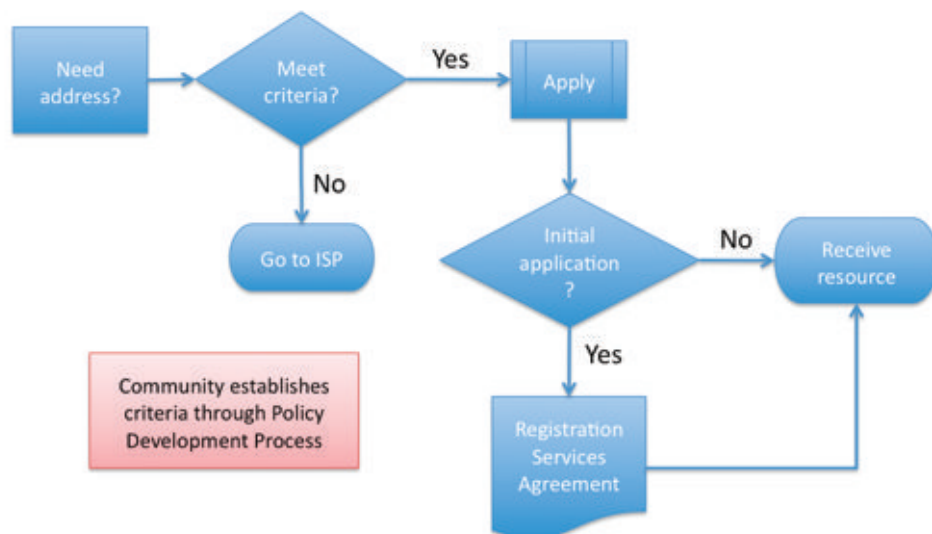 Need
address?
Meet
criteria?
Yes
Apply
No
Go to ISP
Initial
application
?
No
Receive
resource
Yes
Community establishes
criteria through Policy
Development Process
Registration
Services
Agreement